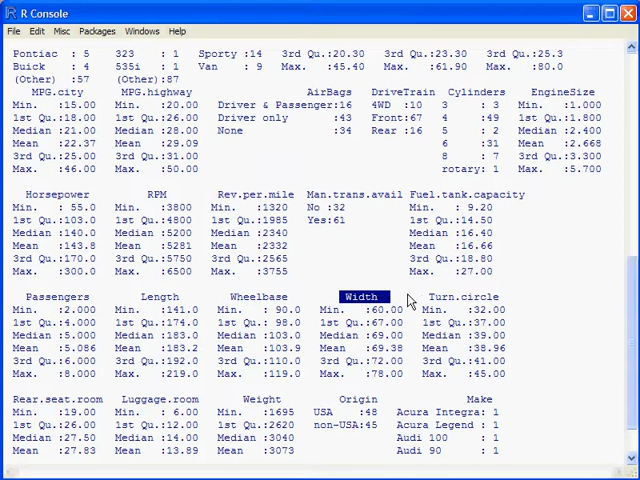 R Console
File Edit Misc Packages Windows Help
Pontiac : 5 323 : 1 Sporty :14 3rd Qu.:20.30 3rd Qu.:23.30 3rd Qu.:25.3
Buick : 4 535i : 1 Van : 9 Max. :45.40 Max. :61.90 Max. :80.0
(Other) :57 (Other):87
MPG.city MPG.highway AirBags DriveTrain Cylinders EngineSize
Min. :15.00 Min. :20.00 Driver & Passenger:16 4WD :10 3 : 3 Min. :1.000
1st Qu.:18.00 1st Qu.:26.00 Driver only :43 Front:67 4 :49 1st Qu.:1.800
Median :21.00 Median :28.00 None :34 Rear :16 5 : 2 Median :2.400
Mean :22.37 Mean :29.09 6 :31 Mean :2.668
3rd Qu.:25.00 3rd Qu.:31.00 8 : 7 3rd Qu.:3.300
Max. :46.00 Max. :50.00 rotary: 1 Max. :5.700
Horsepower RPM Rev.per.mile Man.trans.avail Fuel.tank.capacity
Min. : 55.0 Min. :3800 Min. :1320 No :32 Min. : 9.20
1st Qu.:103.0 1st Qu.:4800 1st Qu.:1985 Yes:61 1st Qu.:14.50
Median :140.0 Median :5200 Median :2340 Median :16.40
Mean :143.8 Mean :5281 Mean :2332 Mean :16.66
3rd Qu.:170.0 3rd Qu.:5750 3rd Qu.:2565 3rd Qu.:18.80
Max. :300.0 Max. :6500 Max. :3755 Max. :27.00
Passengers Length Wheelbase Width Turn.circle
Min. :2.000 Min. :141.0 Min. : 90.0 Min. :60.00 Min. :32.00
1st Qu.:4.000 1st Qu.:174.0 1st Qu.: 98.0 1st Qu.:67.00 1st Qu.:37.00
Median :5.000 Median :183.0 Median :103.0 Median :69.00 Median :39.00
Mean :5.086 Mean :183.2 Mean :103.9 Mean :69.38 Mean :38.96
3rd Qu.:6.000 3rd Qu.:192.0 3rd Qu.:110.0 3rd Qu.:72.00 3rd Qu.:41.00
Max. :8.000 Max. :219.0 Max. :119.0 Max. :78.00 Max. :45.00
Rear.seat.room Luggage.room Weight Origin Make
Min. :19.00 Min. : 6.00 Min. :1695 USA :48 Acura Integra: 1
1st Qu.:26.00 1st Qu.:12.00 1st Qu.:2620 non-USA:45 Acura Legend : 1
Median :27.50 Median :14.00 Median :3040 Audi 100 : 1
Mean :27.83 Mean :13.89 Mean :3073 Audi 90 : 1